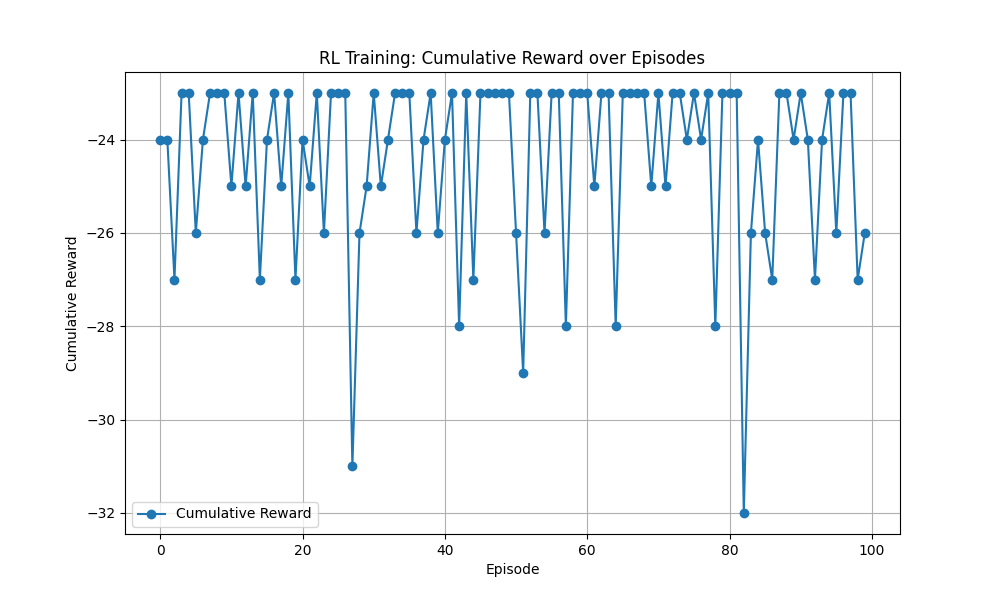 RL Training: Cumulative Reward over Episodes
Cumulative Reward
−24
−26
−28
−30
−32
Cumulative Reward
0
20
40
60
80
100
Episode